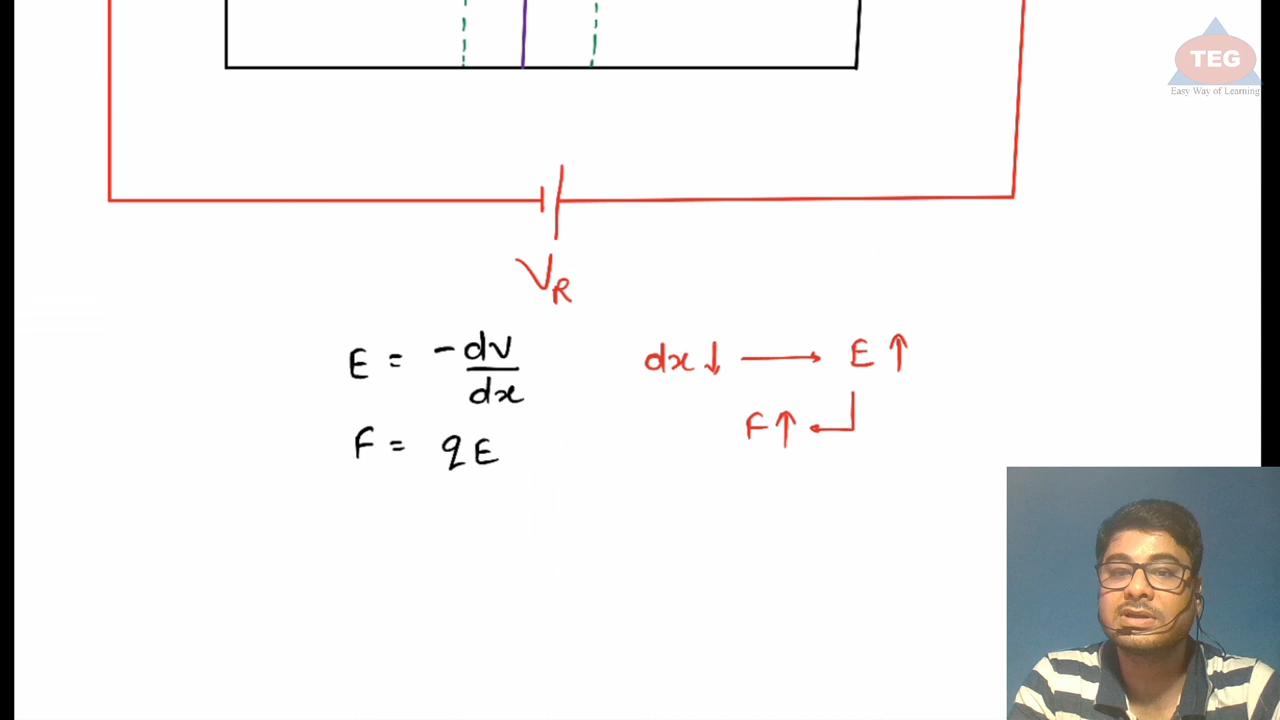 TEG
Easy Way of Learning
V_R
E = -dv/dx
dx ↓ → E ↑
F ↑
F = qE